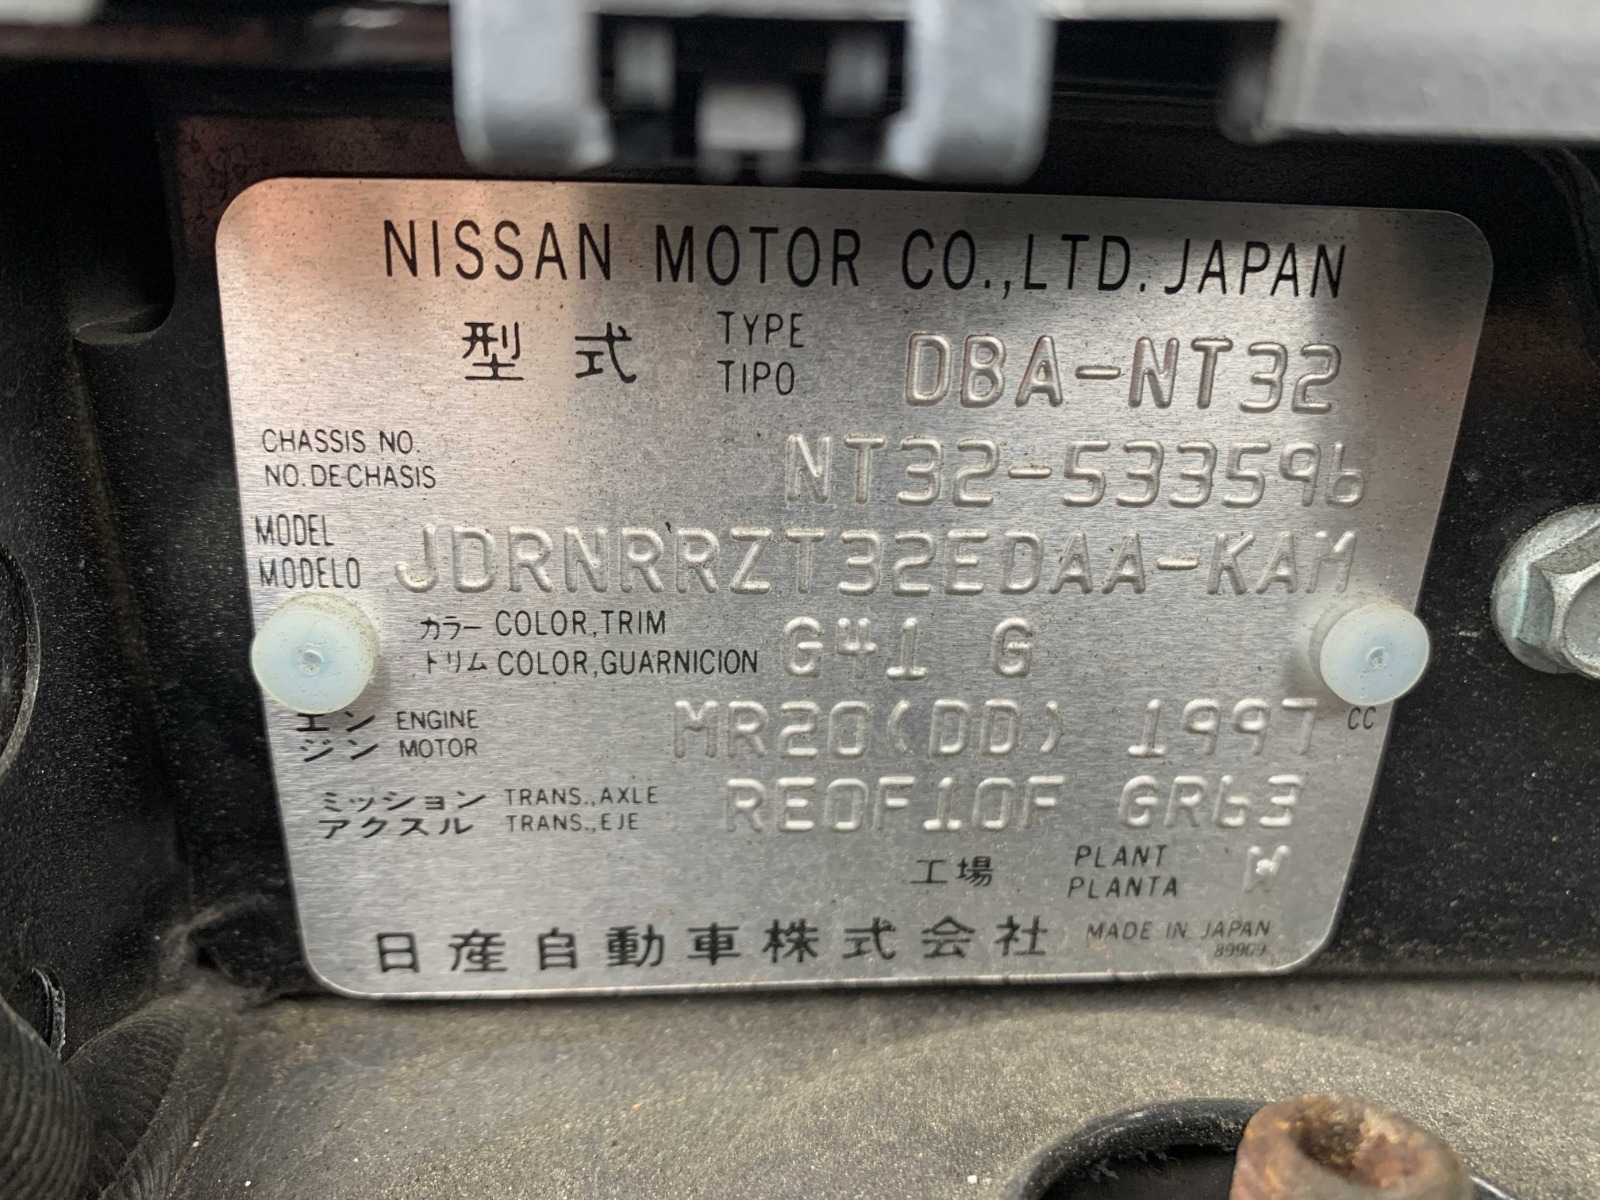 NISSAN MOTOR CO.,LTD. JAPAN
型式 TYPE TIPO DBA-NT32
CHASSIS NO.
NO. DE CHASIS
NT32-533596
MODEL
MODELO
JDRNRRZT32EDAA-KAM
カラー COLOR,TRIM
トリム COLOR,GUARNICION
G41 G
エン ENGINE
ジン MOTOR
MR20(DD) 1997 CC
ミッション TRANS.,AXLE
アクスル TRANS.,EJE
RE0F10F GR63
工場 PLANT PLANTA W
日産自動車株式会社 MADE IN JAPAN